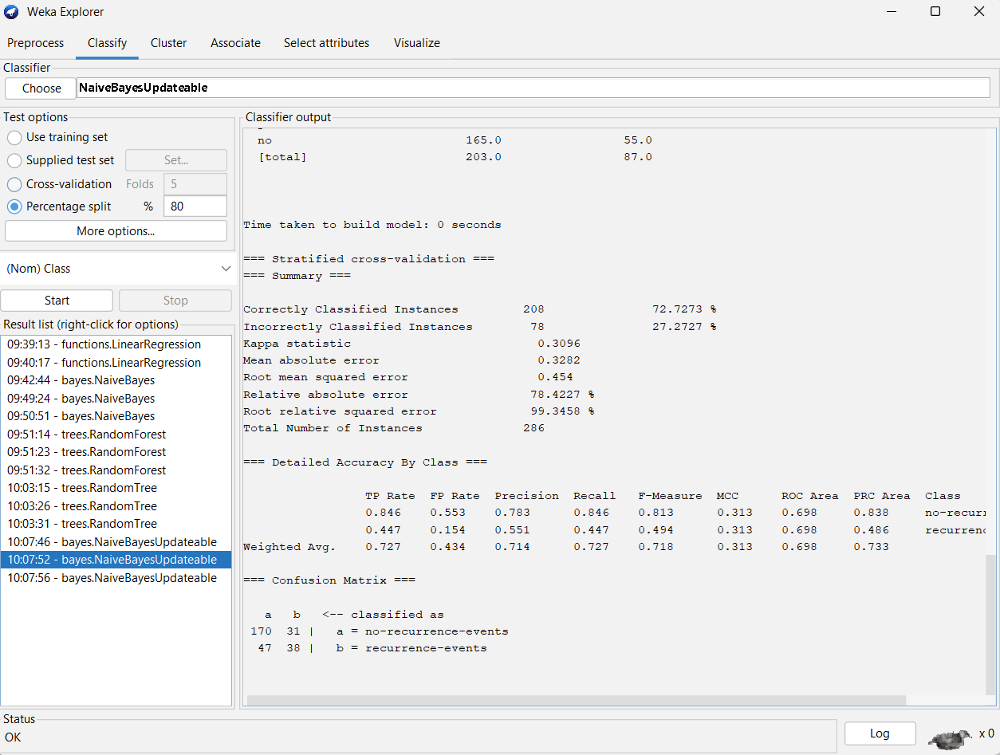 Weka Explorer
Preprocess Classify Cluster Associate Select attributes Visualize
Classifier
Choose NaiveBayesUpdateable
Test options
Use training set
Supplied test set Set...
Cross-validation Folds 5
Percentage split % 80
More options...
(Nom) Class
Start Stop
Result list (right-click for options)
09:39:13 - functions.LinearRegression
09:40:17 - functions.LinearRegression
09:42:44 - bayes.NaiveBayes
09:49:24 - bayes.NaiveBayes
09:50:51 - bayes.NaiveBayes
09:51:14 - trees.RandomForest
09:51:23 - trees.RandomForest
09:51:32 - trees.RandomForest
10:03:15 - trees.RandomTree
10:03:26 - trees.RandomTree
10:03:31 - trees.RandomTree
10:07:46 - bayes.NaiveBayesUpdateable
10:07:52 - bayes.NaiveBayesUpdateable
10:07:56 - bayes.NaiveBayesUpdateable
Classifier output
no 165.0 55.0
[total] 203.0 87.0
Time taken to build model: 0 seconds
=== Stratified cross-validation ===
=== Summary ===
Correctly Classified Instances 208 72.7273 %
Incorrectly Classified Instances 78 27.2727 %
Kappa statistic 0.3096
Mean absolute error 0.3282
Root mean squared error 0.454
Relative absolute error 78.4227 %
Root relative squared error 99.3458 %
Total Number of Instances 286
=== Detailed Accuracy By Class ===
TP Rate FP Rate Precision Recall F-Measure MCC ROC Area PRC Area Class
0.846 0.553 0.783 0.846 0.813 0.313 0.698 0.838 no-recur
0.447 0.154 0.551 0.447 0.494 0.313 0.698 0.486 recurrenc
Weighted Avg. 0.727 0.434 0.714 0.727 0.718 0.313 0.698 0.733
=== Confusion Matrix ===
a b <-- classified as
170 31 | a = no-recurrence-events
47 38 | b = recurrence-events
Status
OK
Log x 0